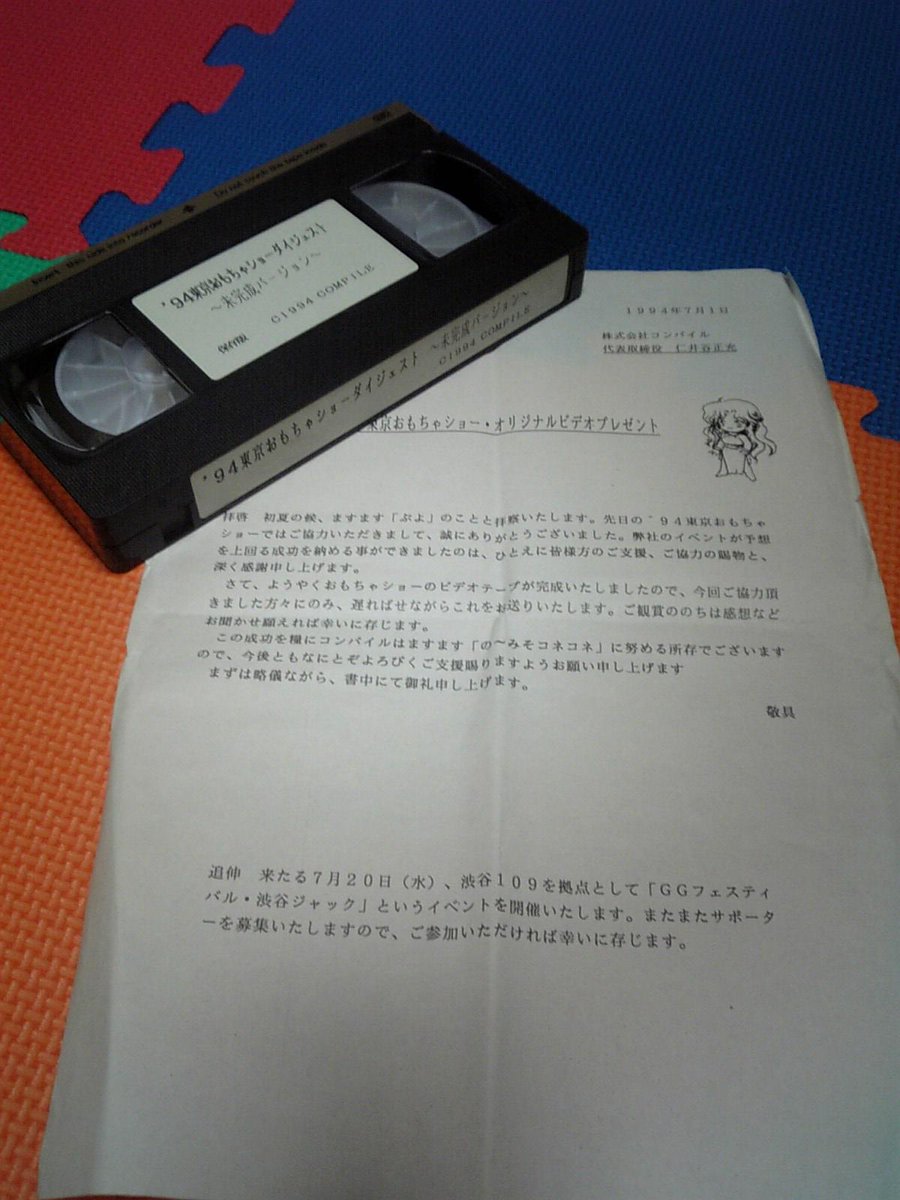 Insert this side into recorder
Do not touch the tape inside
'94東京おもちゃショーダイジェスト
～未完成バージョン～
保存版 C1994 COMPILE
'94東京おもちゃショーダイジェスト ～未完成バージョン～
C1994 COMPILE
1994年7月1日
株式会社コンパイル
代表取締役 仁井谷正充
東京おもちゃショー・オリジナルビデオプレゼント
拝啓 初夏の候、ますます「ぷよ」のことと拝察いたします。先日の'94東京おもちゃ
ショーではご協力いただきまして、誠にありがとうございました。弊社のイベントが予想
を上回る成功を納める事ができましたのは、ひとえに皆様方のご支援、ご協力の賜物と、
深く感謝申し上げます。
さて、ようやくおもちゃショーのビデオテープが完成いたしましたので、今回ご協力頂
きました方々にのみ、遅ればせながらこれをお送りいたします。ご観賞ののちは感想など
お聞かせ願えれば幸いに存じます。
この成功を糧にコンパイルはますます「の～みそコネコネ」に努める所存でございます
ので、今後ともなにとぞよろぴくご支援賜りますようお願い申し上げます
まずは略儀ながら、書中にて御礼申し上げます。
敬具
追伸 来たる7月20日（水）、渋谷109を拠点として「GGフェスティ
バル・渋谷ジャック」というイベントを開催いたします。またまたサポータ
ーを募集いたしますので、ご参加いただければ幸いに存じます。